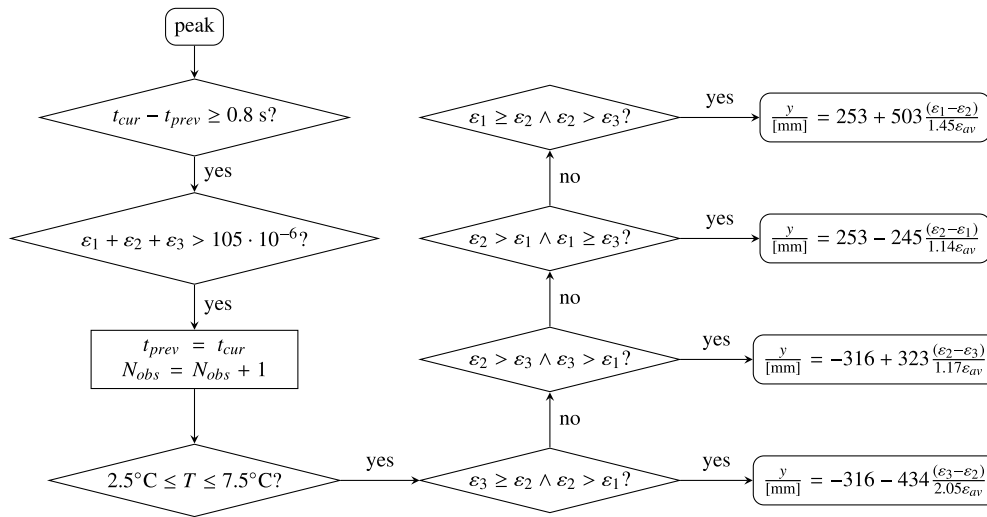 peak
t_cur − t_prev ≥ 0.8 s?
yes
ε₁ + ε₂ + ε₃ > 105 · 10⁻⁶?
yes
t_prev = t_cur
N_obs = N_obs + 1
2.5°C ≤ T ≤ 7.5°C?
yes
ε₃ ≥ ε₂ ∧ ε₂ > ε₁?
yes
y/[mm] = −316 − 434 (ε₃−ε₂)/2.05ε_av
no
ε₂ > ε₃ ∧ ε₃ > ε₁?
yes
y/[mm] = −316 + 323 (ε₂−ε₃)/1.17ε_av
no
ε₂ > ε₁ ∧ ε₁ ≥ ε₃?
yes
y/[mm] = 253 − 245 (ε₂−ε₁)/1.14ε_av
no
ε₁ ≥ ε₂ ∧ ε₂ > ε₃?
yes
y/[mm] = 253 + 503 (ε₁−ε₂)/1.45ε_av